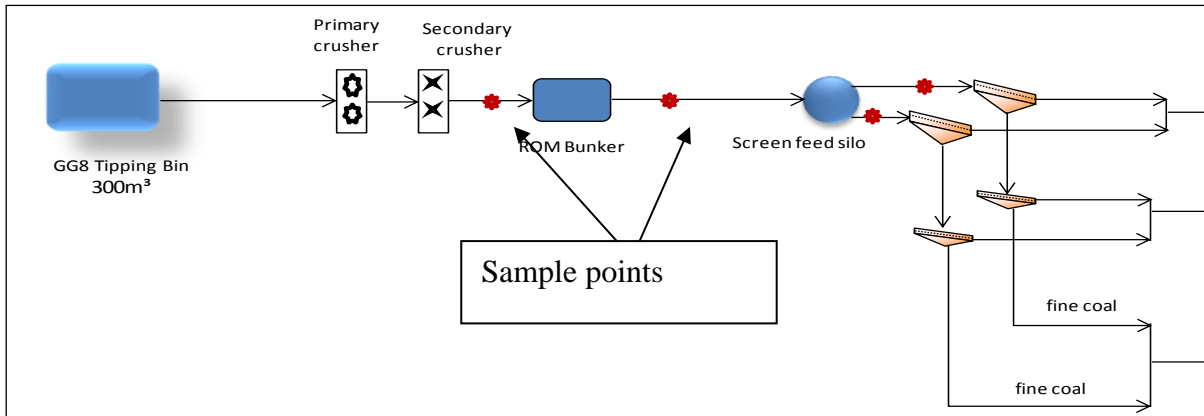 Primary
crusher
Secondary
crusher
GG8 Tipping Bin
300m³
ROM Bunker
Screen feed silo
Sample points
fine coal
fine coal